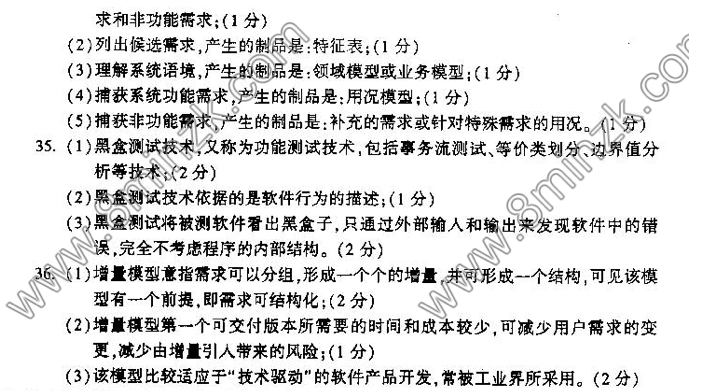 求和非功能需求;(1 分)
(2)列出候选需求,产生的制品是:特征表;(1 分)
(3)理解系统语境,产生的制品是:领域模型或业务模型;(1 分)
(4)捕获系统功能需求,产生的制品是:用况模型;(1 分)
(5)捕获非功能需求,产生的制品是:补充的需求或针对特殊需求的用况。(1 分)
35. (1)黑盒测试技术,又称为功能测试技术,包括事务流测试、等价类划分、边界值分
析等技术;(2 分)
(2)黑盒测试技术依据的是软件行为的描述;(1 分)
(3)黑盒测试将被测软件看出黑盒子,只通过外部输人和输出来发现软件中的错
误,完全不考虑程序的内部结构。(2 分)
36. (1)增量模型意指需求可以分组,形成一个个的增量,并可形成一个结构,可见该模
型有一个前提,即需求可结构化;(2 分)
(2)增量模型第一个可交付版本所需要的时间和成本较少,可减少用户需求的变
更,减少由增量引人带来的风险;(1 分)
(3)该模型比较适应于“技术驱动”的软件产品开发,常被工业界所采用。(2 分)
www.8minzk.com
www.8minzk.com